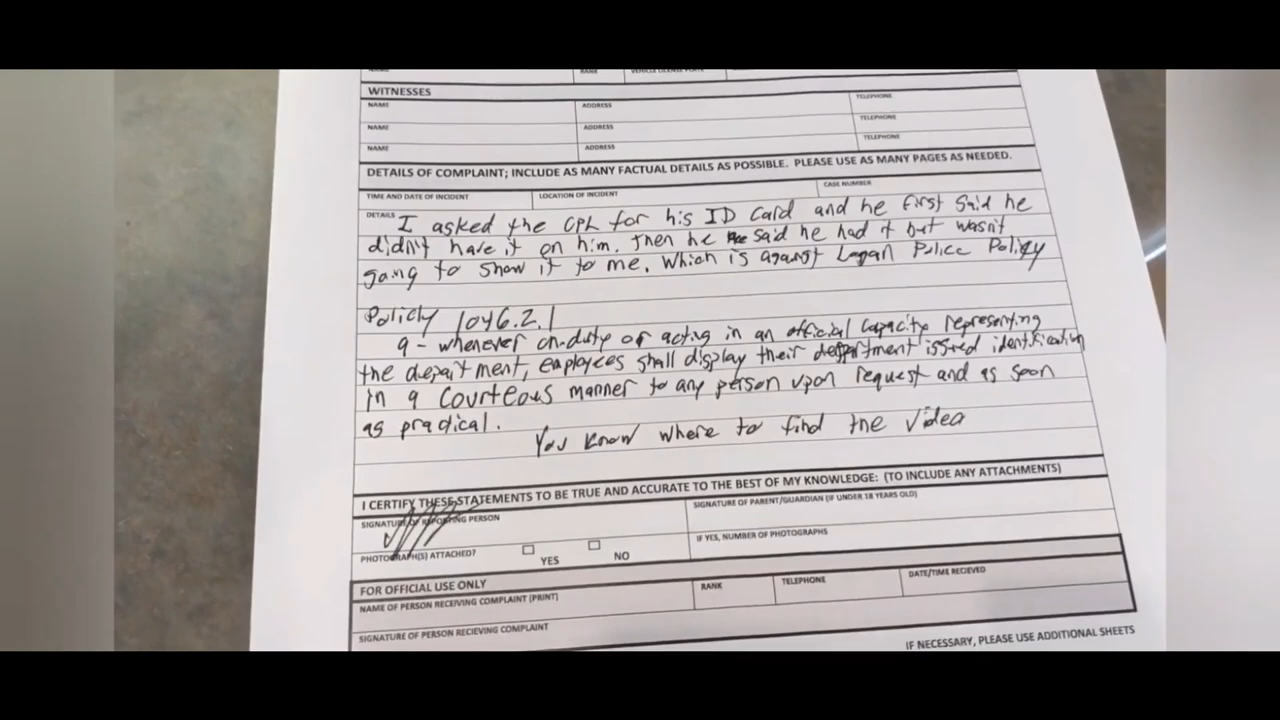 NAME RANK VEHICLE LICENSE PLATE
WITNESSES
NAME ADDRESS TELEPHONE
NAME ADDRESS TELEPHONE
NAME ADDRESS TELEPHONE
DETAILS OF COMPLAINT; INCLUDE AS MANY FACTUAL DETAILS AS POSSIBLE. PLEASE USE AS MANY PAGES AS NEEDED.
TIME AND DATE OF INCIDENT LOCATION OF INCIDENT CASE NUMBER
DETAILS I asked the CPL for his ID Card and he first said he
didn't have it on him. Then he said he had it but wasn't
going to show it to me. Which is against Logan Police Policy
Policiy 1046.2.1
a - whenever on-duty or acting in an official capacity representing
the department, employees shall display their department issued identification
in a courteous manner to any person upon request and as soon
as practical.
You know where to find the video
I CERTIFY THESE STATEMENTS TO BE TRUE AND ACCURATE TO THE BEST OF MY KNOWLEDGE: (TO INCLUDE ANY ATTACHMENTS)
SIGNATURE OF REPORTING PERSON SIGNATURE OF PARENT/GUARDIAN (IF UNDER 18 YEARS OLD)
PHOTOGRAPH(S) ATTACHED? YES NO IF YES, NUMBER OF PHOTOGRAPHS
FOR OFFICIAL USE ONLY
NAME OF PERSON RECEIVING COMPLAINT (PRINT) RANK TELEPHONE DATE/TIME RECIEVED
SIGNATURE OF PERSON RECIEVING COMPLAINT
IF NECESSARY, PLEASE USE ADDITIONAL SHEETS